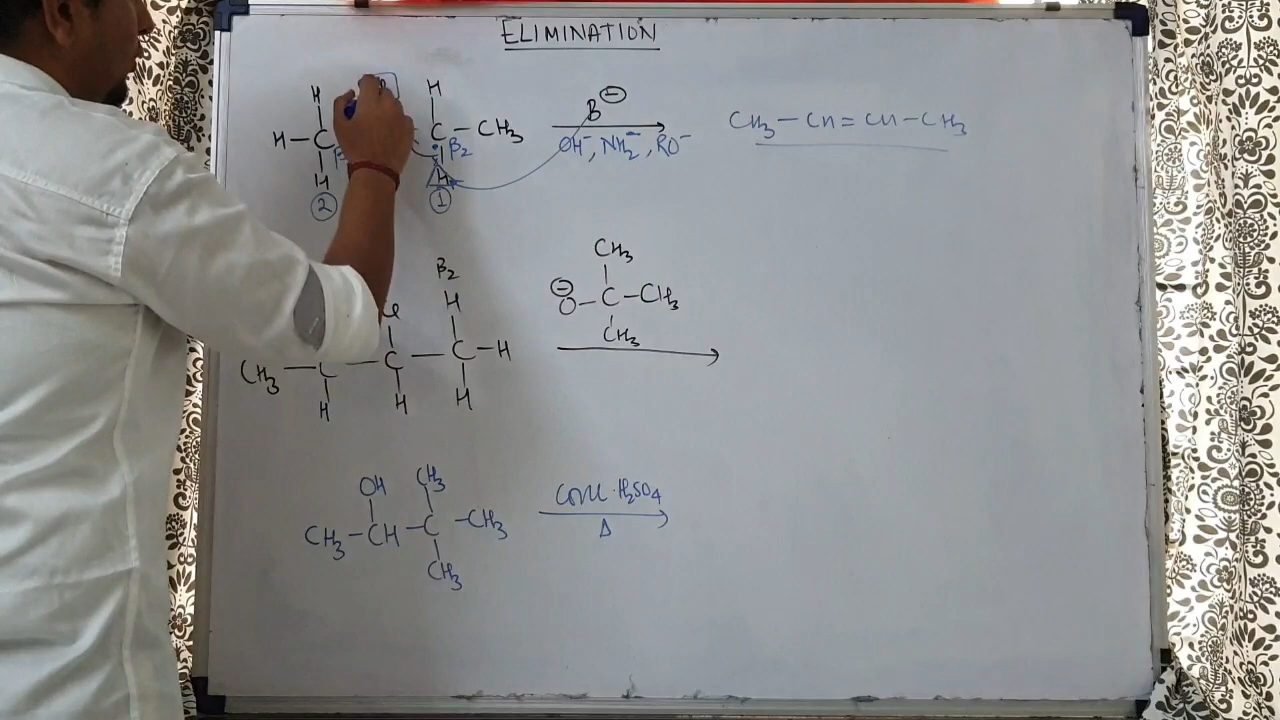 ELIMINATION
H H
H-C C-CH₃
β β₂
H H
2 1
B⊖
OH⁻, NH₂⁻, RO⁻
CH₃-CH=CH-CH₃
β₂
H
CH₃-C-C-C-H
H H H
CH₃
⊖O-C-CH₃
CH₃
OH CH₃
CH₃-CH-C-CH₃
CH₃
Conc. H₂SO₄
Δ